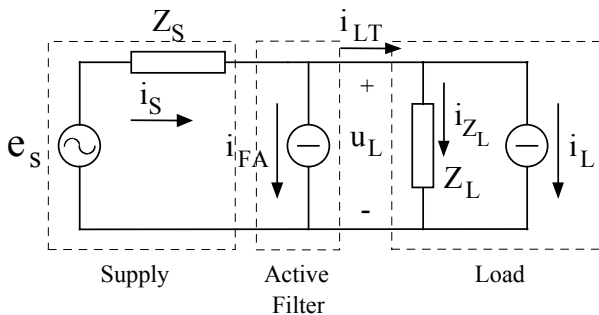 Z_S
i_LT
i_S
+
i_Z_L
e_s
i_FA
u_L
Z_L
i_L
-
Supply
Active
Filter
Load